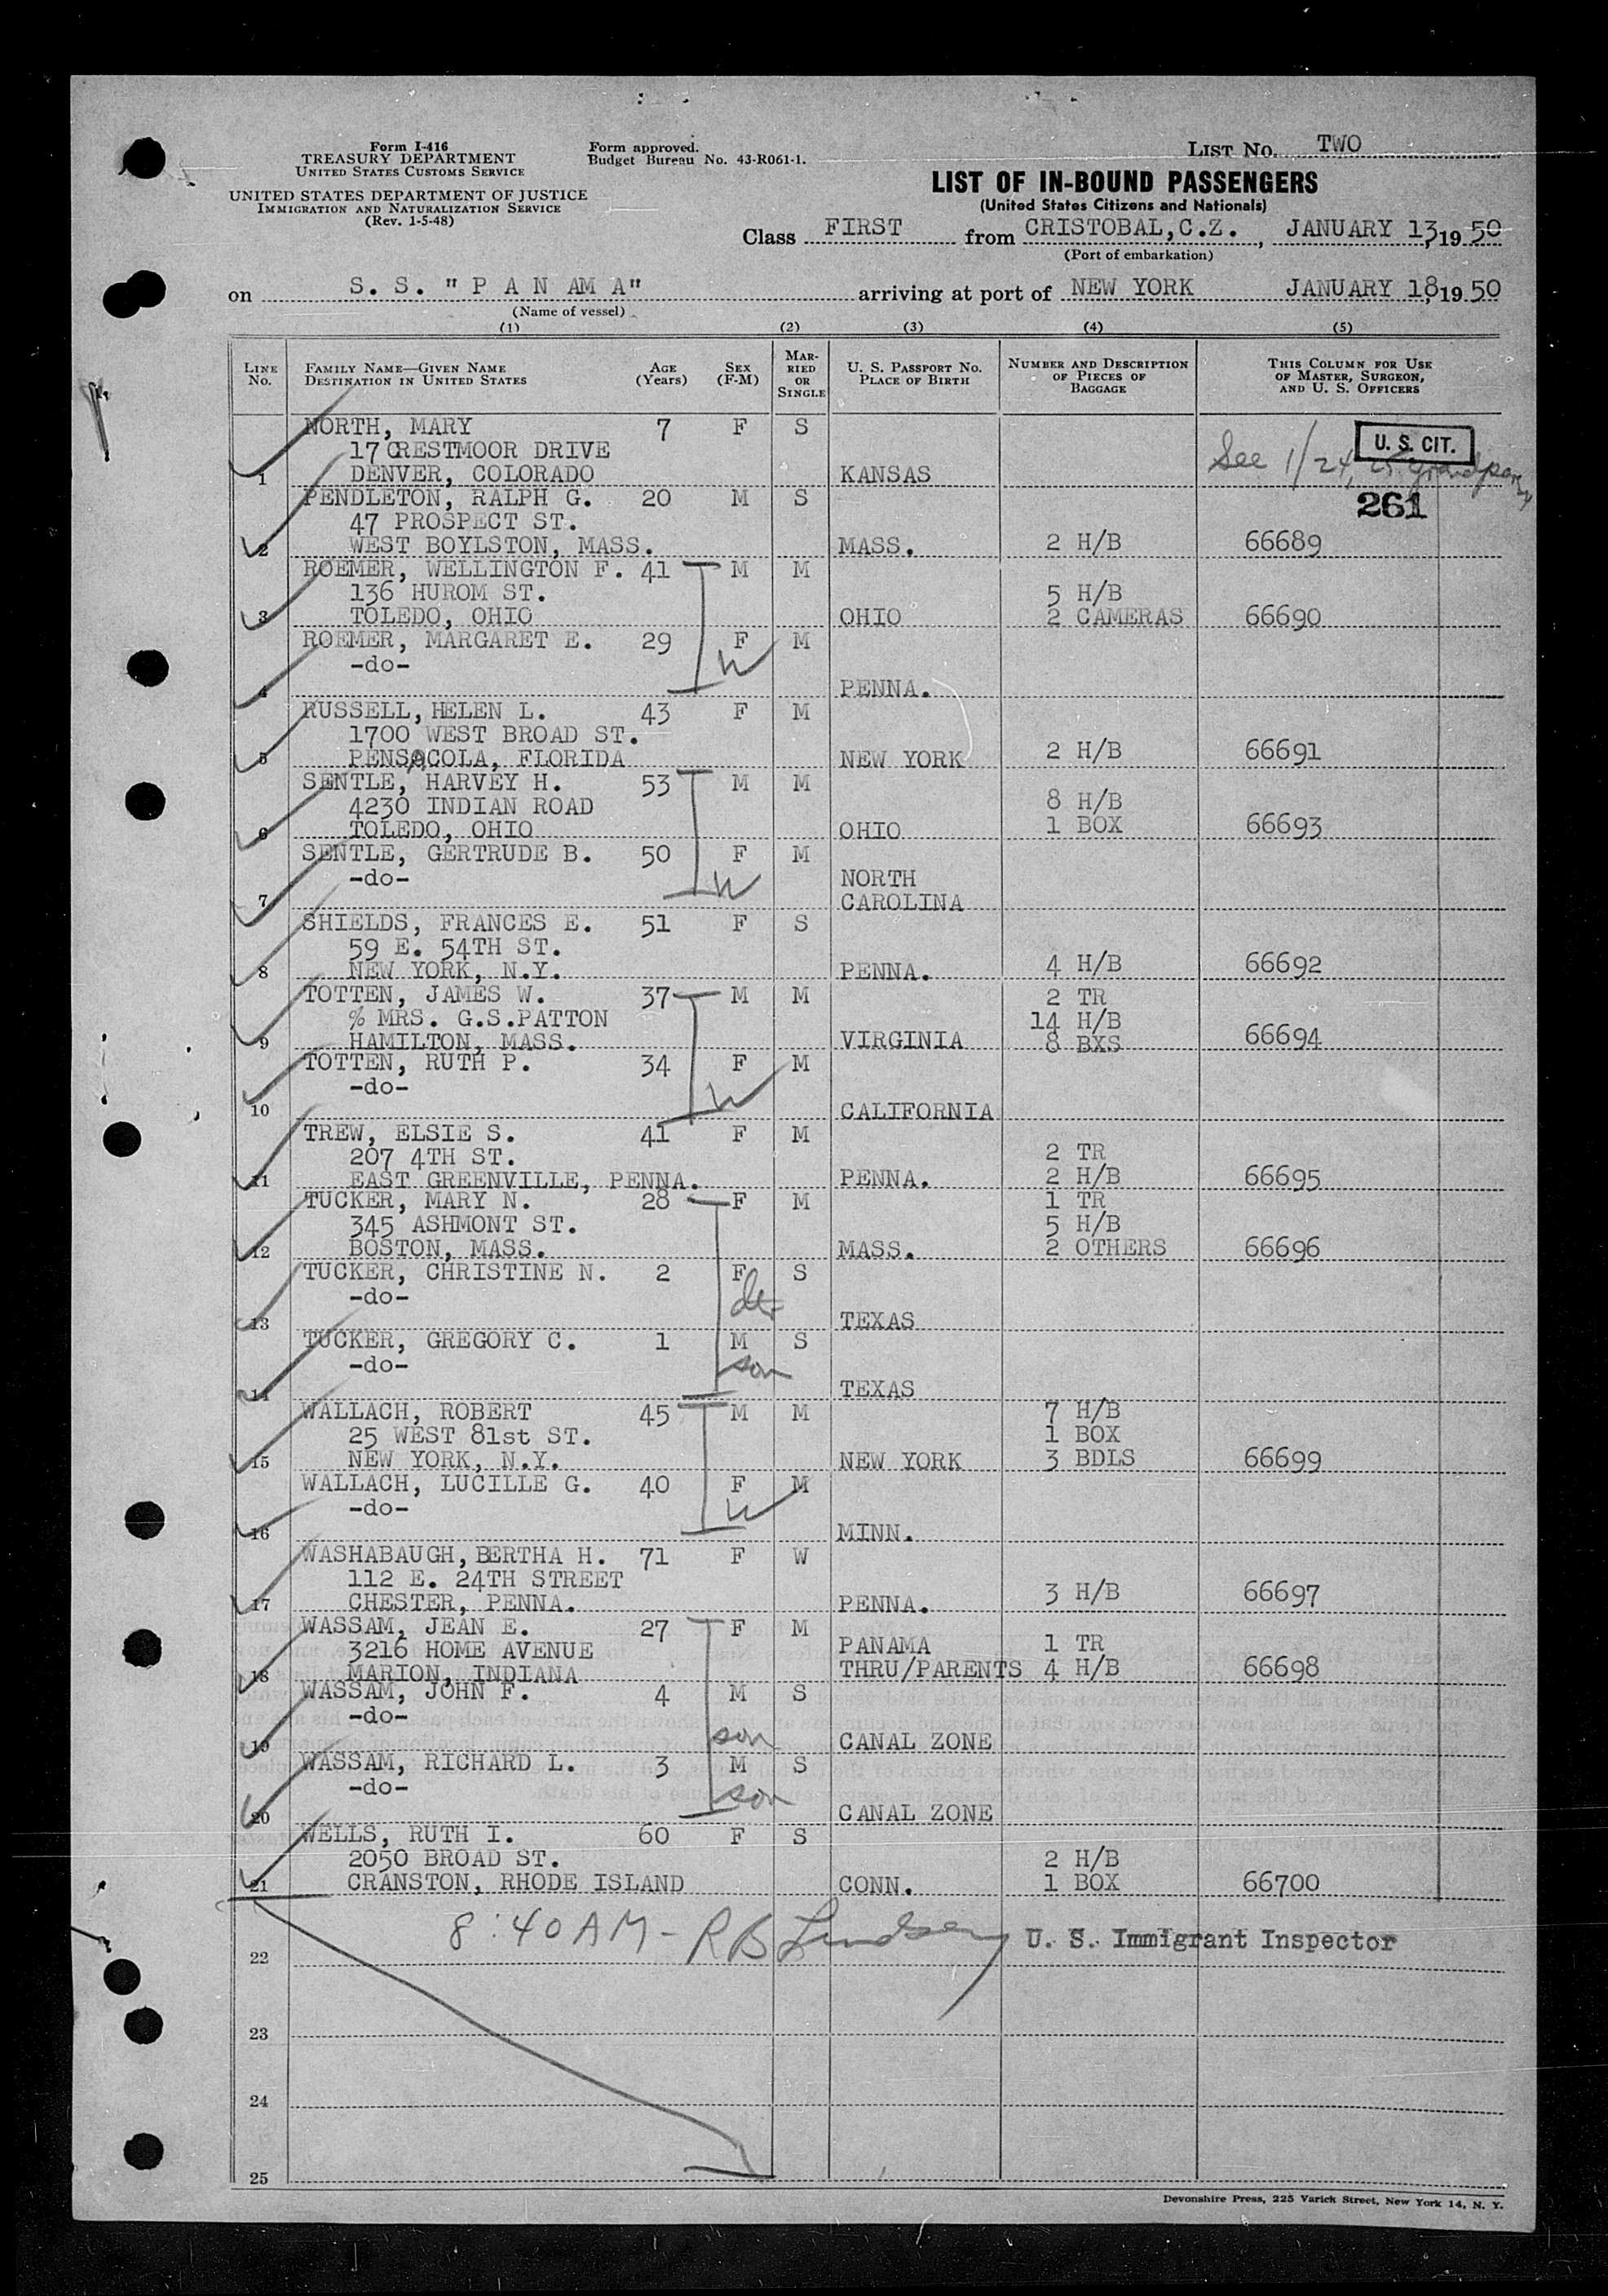 Form I-416
TREASURY DEPARTMENT
UNITED STATES CUSTOMS SERVICE
UNITED STATES DEPARTMENT OF JUSTICE
IMMIGRATION AND NATURALIZATION SERVICE
(Rev. 1-5-48)
Form approved.
Budget Bureau No. 43-R061-1.
LIST NO. TWO
LIST OF IN-BOUND PASSENGERS
(United States Citizens and Nationals)
Class FIRST from CRISTOBAL, C.Z., JANUARY 13, 1950
(Port of embarkation)
on S. S. "P A N A M A" arriving at port of NEW YORK JANUARY 18, 1950
(Name of vessel)
(1) (2) (3) (4) (5)
LINE No.
FAMILY NAME—GIVEN NAME
DESTINATION IN UNITED STATES
AGE (Years)
SEX (F-M)
MARRIED OR SINGLE
U. S. PASSPORT NO.
PLACE OF BIRTH
NUMBER AND DESCRIPTION OF PIECES OF BAGGAGE
THIS COLUMN FOR USE OF MASTER, SURGEON, AND U. S. OFFICERS
NORTH, MARY 7 F S
U. S. CIT.
17 CRESTMOOR DRIVE
See 1/24,
1 DENVER, COLORADO KANSAS
PENDLETON, RALPH G. 20 M S 261
47 PROSPECT ST.
2 WEST BOYLSTON, MASS. MASS. 2 H/B 66689
ROEMER, WELLINGTON F. 41 M M
136 HUROM ST. 5 H/B
3 TOLEDO, OHIO OHIO 2 CAMERAS 66690
ROEMER, MARGARET E. 29 F M
-do- W
4 PENNA.
RUSSELL, HELEN L. 43 F M
1700 WEST BROAD ST.
5 PENSACOLA, FLORIDA NEW YORK 2 H/B 66691
SENTLE, HARVEY H. 53 M M
4230 INDIAN ROAD 8 H/B
6 TOLEDO, OHIO OHIO 1 BOX 66693
SENTLE, GERTRUDE B. 50 F M
-do- W NORTH
7 CAROLINA
SHIELDS, FRANCES E. 51 F S
59 E. 54TH ST.
8 NEW YORK, N.Y. PENNA. 4 H/B 66692
TOTTEN, JAMES W. 37 M M 2 TR
% MRS. G.S.PATTON 14 H/B
9 HAMILTON, MASS. VIRGINIA 8 BXS 66694
TOTTEN, RUTH P. 34 F M
-do- W
10 CALIFORNIA
TREW, ELSIE S. 41 F M
207 4TH ST. 2 TR
11 EAST GREENVILLE, PENNA. PENNA. 2 H/B 66695
TUCKER, MARY N. 28 F M 1 TR
345 ASHMONT ST. 5 H/B
12 BOSTON, MASS. MASS. 2 OTHERS 66696
TUCKER, CHRISTINE N. 2 F S
-do-
13 TEXAS
TUCKER, GREGORY C. 1 M S
-do- son
14 TEXAS
WALLACH, ROBERT 45 M M 7 H/B
25 WEST 81st ST. 1 BOX
15 NEW YORK, N.Y. NEW YORK 3 BDLS 66699
WALLACH, LUCILLE G. 40 F M
-do- W
16 MINN.
WASHABAUGH, BERTHA H. 71 F W
112 E. 24TH STREET
17 CHESTER, PENNA. PENNA. 3 H/B 66697
WASSAM, JEAN E. 27 F M
3216 HOME AVENUE PANAMA 1 TR
18 MARION, INDIANA THRU/PARENTS 4 H/B 66698
WASSAM, JOHN F. 4 M S
-do- son
19 CANAL ZONE
WASSAM, RICHARD L. 3 M S
-do- son
20 CANAL ZONE
WELLS, RUTH I. 60 F S
2050 BROAD ST. 2 H/B
21 CRANSTON, RHODE ISLAND CONN. 1 BOX 66700
8:40 AM - RB Lindsey U. S. Immigrant Inspector
22
23
24
25
Devonshire Press, 225 Varick Street, New York 14, N. Y.